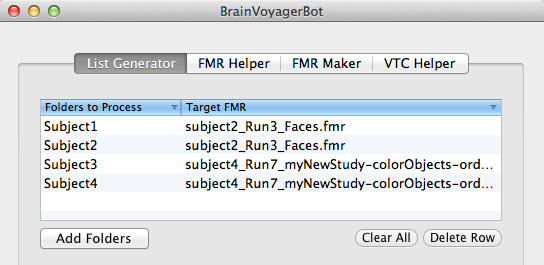 BrainVoyagerBot
List Generator FMR Helper FMR Maker VTC Helper
Folders to Process Target FMR
Subject1 subject2_Run3_Faces.fmr
Subject2 subject2_Run3_Faces.fmr
Subject3 subject4_Run7_myNewStudy-colorObjects-ord...
Subject4 subject4_Run7_myNewStudy-colorObjects-ord...
Add Folders Clear All Delete Row